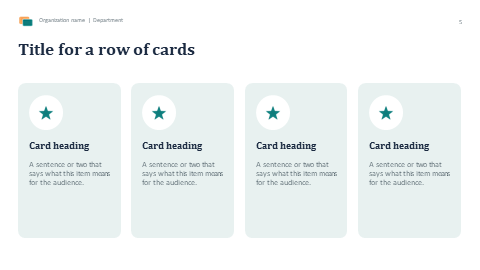 Organization name | Department
5
Title for a row of cards
Card heading
A sentence or two that
says what this item means
for the audience.
Card heading
A sentence or two that
says what this item means
for the audience.
Card heading
A sentence or two that
says what this item means
for the audience.
Card heading
A sentence or two that
says what this item means
for the audience.